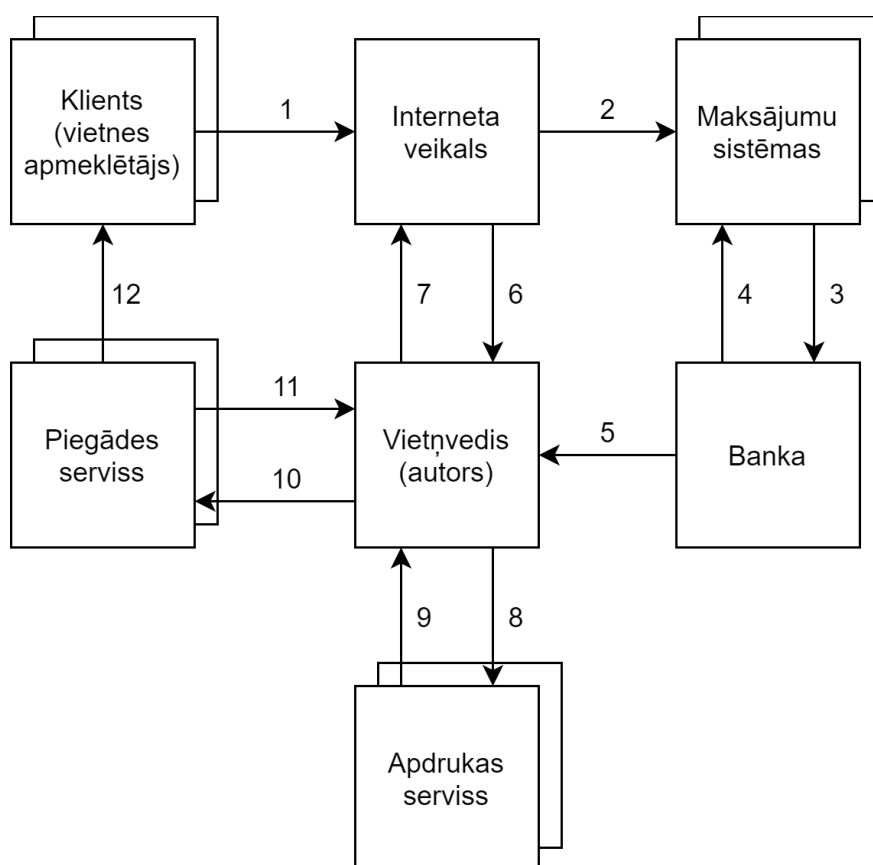 Klients
(vietnes
apmeklētājs)
1
Interneta
veikals
2
Maksājumu
sistēmas
12
7
6
4
3
Piegādes
serviss
11
10
Vietņvedis
(autors)
5
Banka
9
8
Apdrukas
serviss